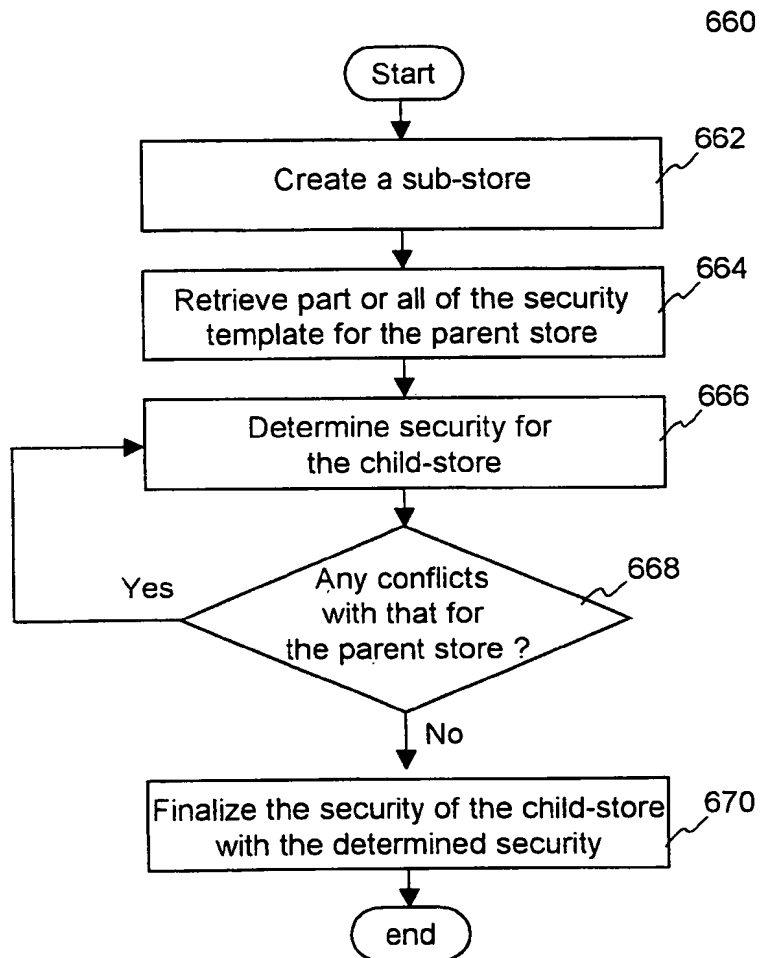 660
Start
662
Create a sub-store
664
Retrieve part or all of the security
template for the parent store
666
Determine security for
the child-store
668
Yes
Any conflicts
with that for
the parent store ?
No
Finalize the security of the child-store
with the determined security
670
end